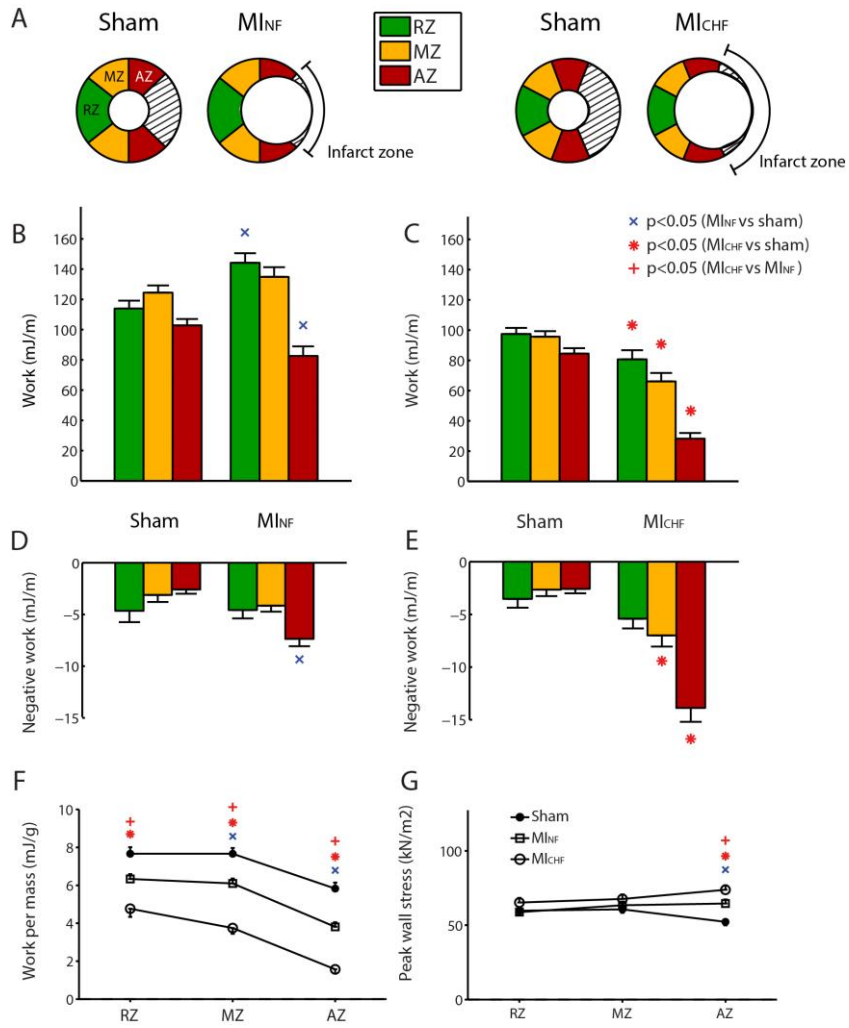 A
Sham
MINF
RZ
MZ
AZ
Sham
MICHF
MZ
AZ
RZ
Infarct zone
Infarct zone
B
C
× p<0.05 (MINF vs sham)
* p<0.05 (MICHF vs sham)
+ p<0.05 (MICHF vs MINF)
Work (mJ/m)
160
140
120
100
80
60
40
20
0
×
×
Work (mJ/m)
160
140
120
100
80
60
40
20
0
*
*
*
Sham
MINF
Sham
MICHF
D
E
Negative work (mJ/m)
0
−5
−10
−15
×
Negative work (mJ/m)
0
−5
−10
−15
*
*
F
G
Work per mass (mJ/g)
10
8
6
4
2
0
+
*
+
*
×
+
*
×
RZ
MZ
AZ
Peak wall stress (kN/m2)
100
50
0
Sham
MINF
MICHF
+
*
×
RZ
MZ
AZ